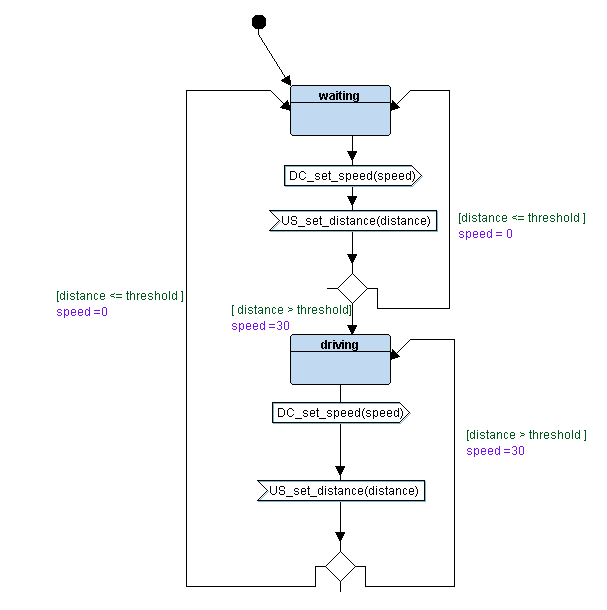 waiting
DC_set_speed(speed)
US_set_distance(distance)
[distance <= threshold ]
speed = 0
[distance <= threshold ]
speed =0
[ distance > threshold]
speed =30
driving
DC_set_speed(speed)
[distance > threshold ]
speed =30
US_set_distance(distance)